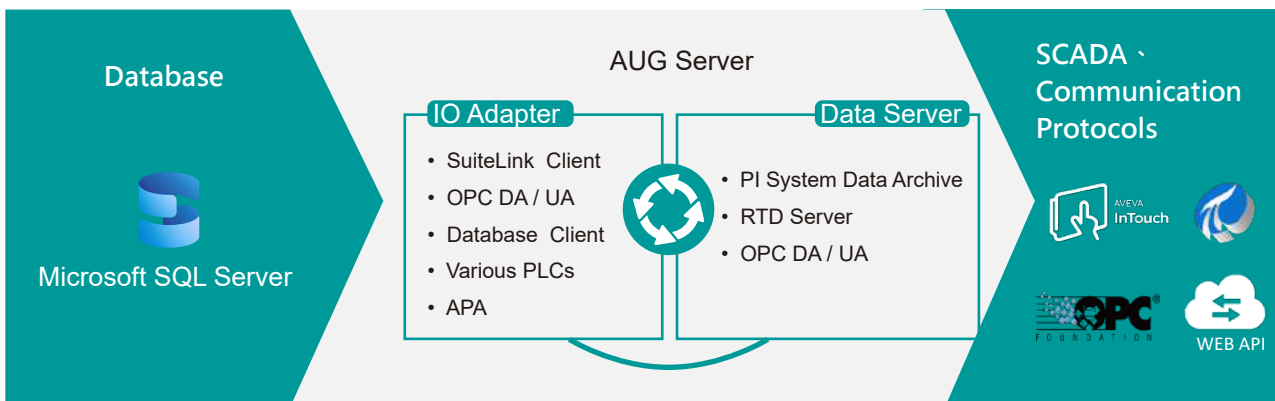 Database
Microsoft SQL Server
AUG Server
IO Adapter
• SuiteLink Client
• OPC DA / UA
• Database Client
• Various PLCs
• APA
Data Server
• PI System Data Archive
• RTD Server
• OPC DA / UA
SCADA、
Communication
Protocols
AVEVA
InTouch
OPC®
FOUNDATION
WEB API